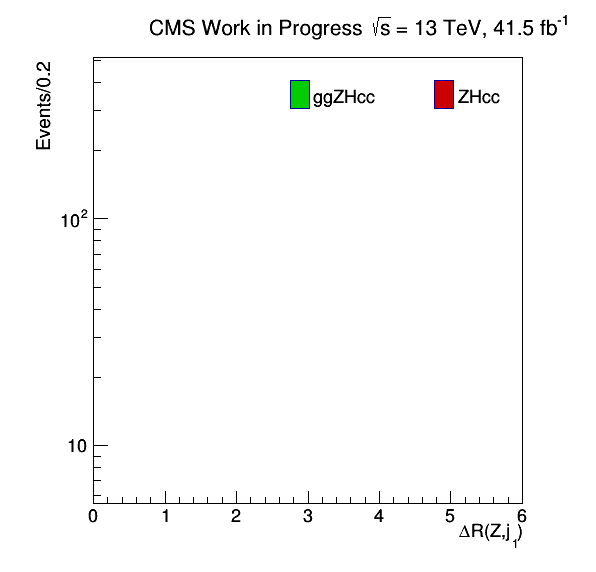 CMS Work in Progress √s = 13 TeV, 41.5 fb⁻¹
Events/0.2
ggZHcc ZHcc
10²
10
0 1 2 3 4 5 6
ΔR(Z,j₁)